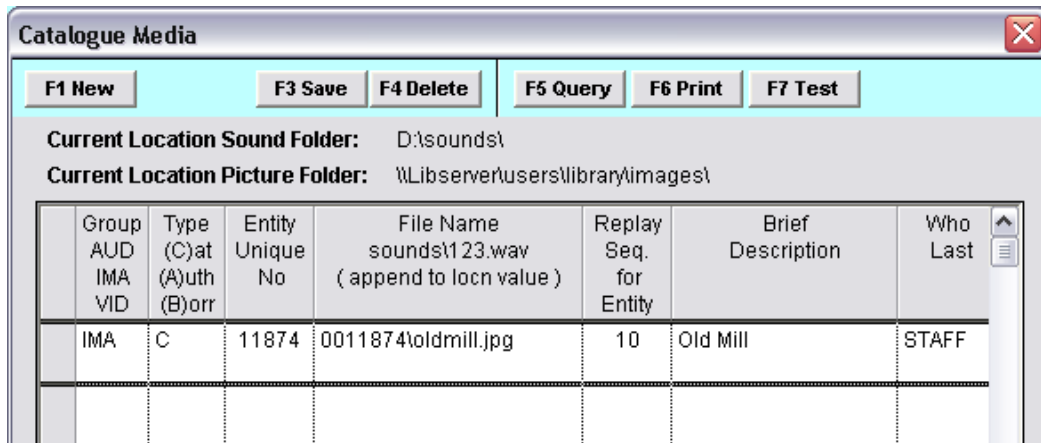 Catalogue Media
F1 New F3 Save F4 Delete F5 Query F6 Print F7 Test
Current Location Sound Folder: D:\sounds\
Current Location Picture Folder: \\Libserver\users\library\images\
Group Type Entity File Name Replay Brief Who
AUD (C)at Unique sounds\123.wav Seq. Description Last
IMA (A)uth No ( append to locn value ) for
VID (B)orr Entity
IMA C 11874 0011874\oldmill.jpg 10 Old Mill STAFF